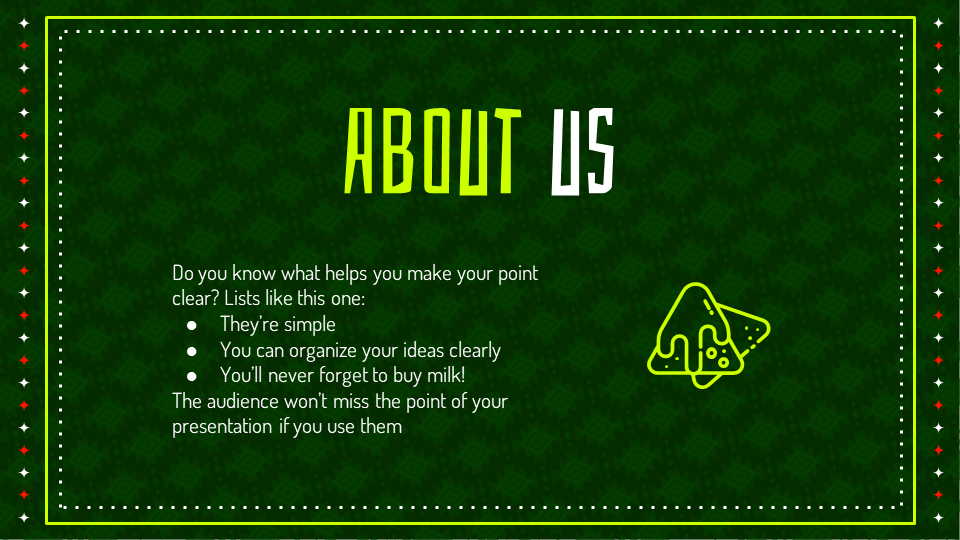 ABOUT US
Do you know what helps you make your point
clear? Lists like this one:
● They’re simple
● You can organize your ideas clearly
● You’ll never forget to buy milk!
The audience won’t miss the point of your
presentation if you use them